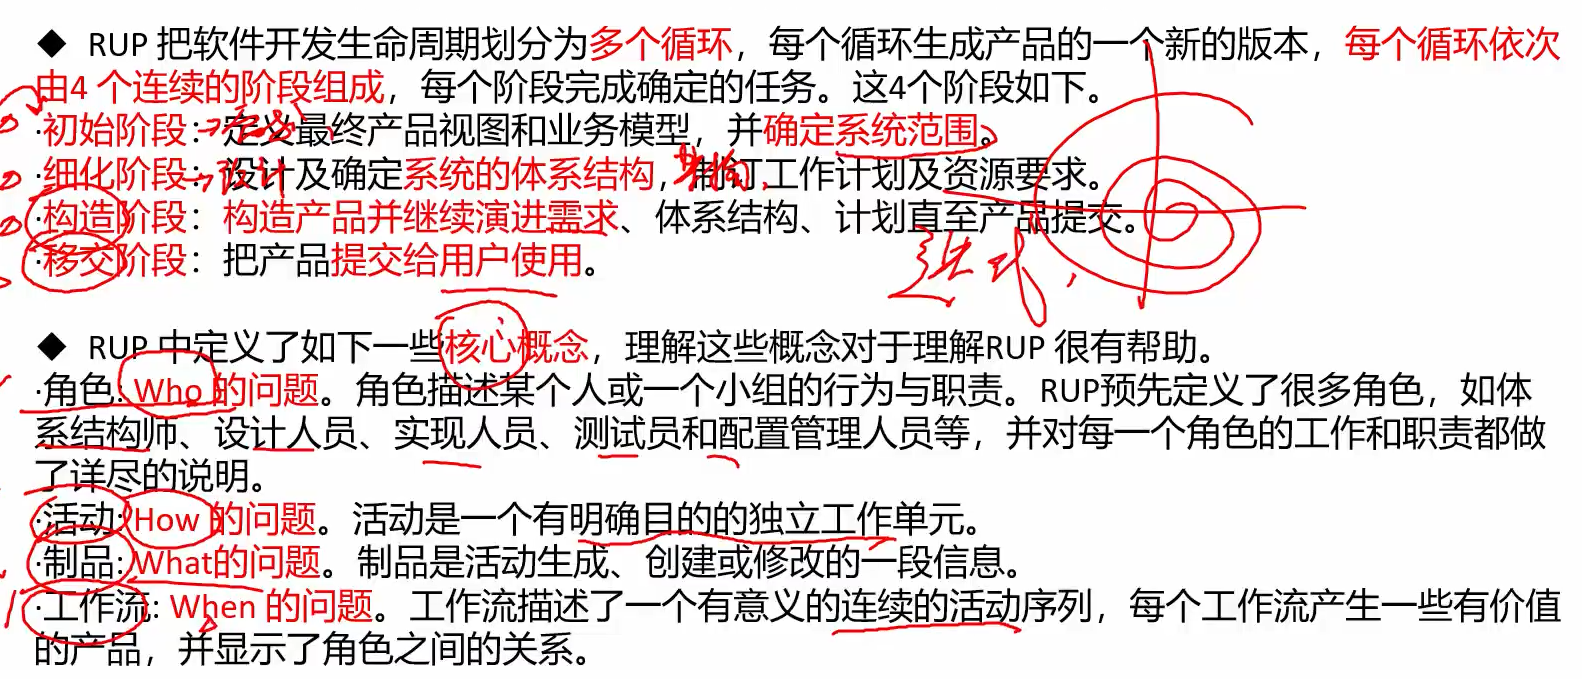 ◆ RUP 把软件开发生命周期划分为多个循环，每个循环生成产品的一个新的版本，每个循环依次
由4 个连续的阶段组成，每个阶段完成确定的任务。这4个阶段如下。
·初始阶段：定义最终产品视图和业务模型，并确定系统范围。
·细化阶段：设计及确定系统的体系结构，制订工作计划及资源要求。
设计
架构
·构造阶段：构造产品并继续演进需求、体系结构、计划直至产品提交。
·移交阶段：把产品提交给用户使用。
◆ RUP 中定义了如下一些核心概念，理解这些概念对于理解RUP 很有帮助。
·角色: Who 的问题。角色描述某个人或一个小组的行为与职责。RUP预先定义了很多角色，如体
系结构师、设计人员、实现人员、测试员和配置管理人员等，并对每一个角色的工作和职责都做
了详尽的说明。
·活动: How 的问题。活动是一个有明确目的的独立工作单元。
·制品: What的问题。制品是活动生成、创建或修改的一段信息。
·工作流: When 的问题。工作流描述了一个有意义的连续的活动序列，每个工作流产生一些有价值
的产品，并显示了角色之间的关系。